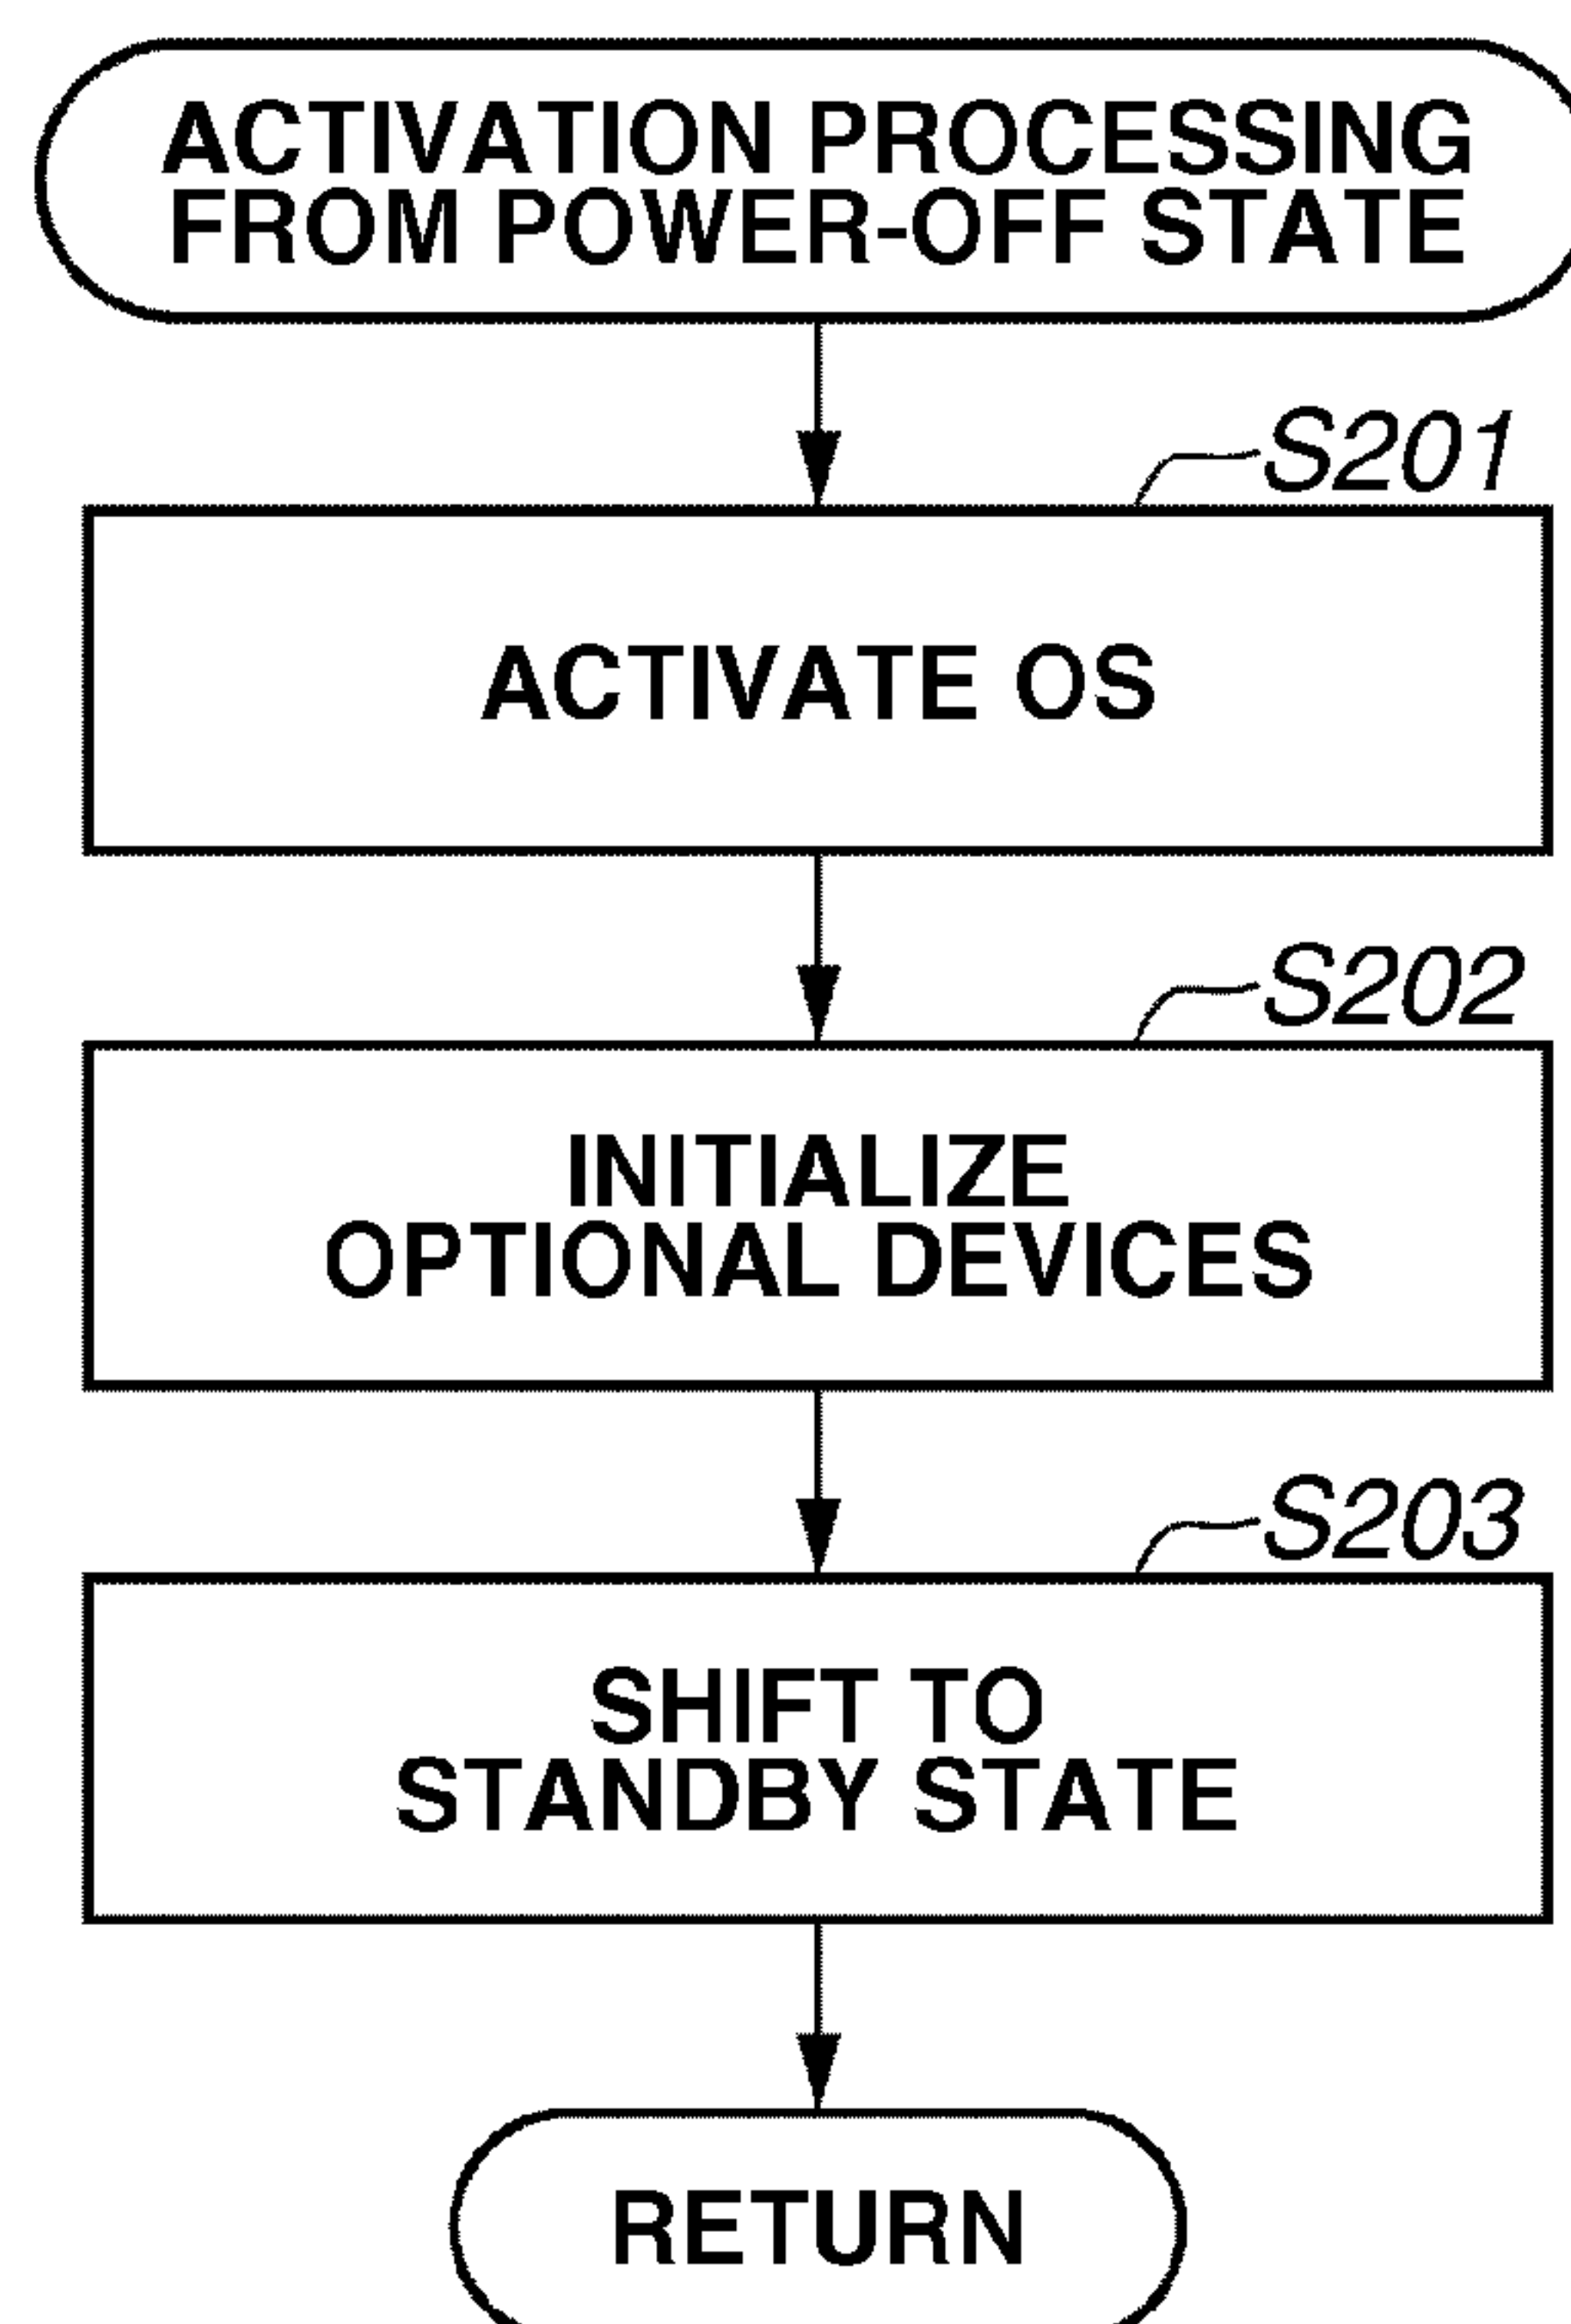 ACTIVATION PROCESSING
FROM POWER-OFF STATE
S201
ACTIVATE OS
S202
INITIALIZE
OPTIONAL DEVICES
S203
SHIFT TO
STANDBY STATE
RETURN